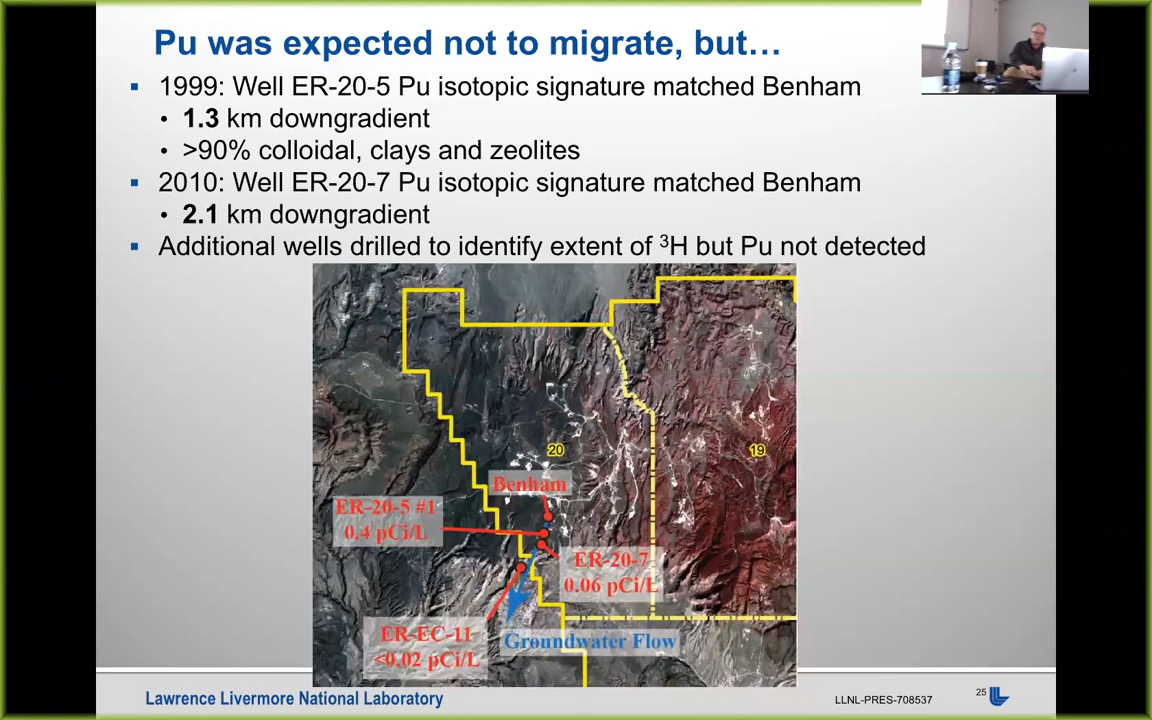 Pu was expected not to migrate, but…
▪ 1999: Well ER-20-5 Pu isotopic signature matched Benham
• 1.3 km downgradient
• >90% colloidal, clays and zeolites
▪ 2010: Well ER-20-7 Pu isotopic signature matched Benham
• 2.1 km downgradient
▪ Additional wells drilled to identify extent of ³H but Pu not detected
20
19
Benham
ER-20-5 #1
0.4 pCi/L
ER-20-7
0.06 pCi/L
ER-EC-11
<0.02 pCi/L
Groundwater Flow
Lawrence Livermore National Laboratory
LLNL-PRES-708537
25